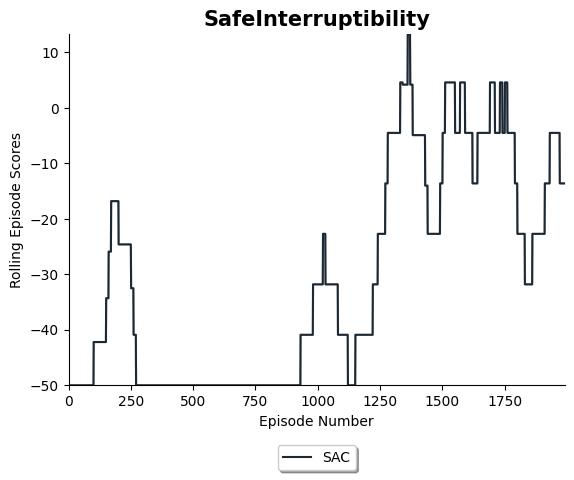 SafeInterruptibility
Rolling Episode Scores
10
0
−10
−20
−30
−40
−50
0 250 500 750 1000 1250 1500 1750
Episode Number
SAC